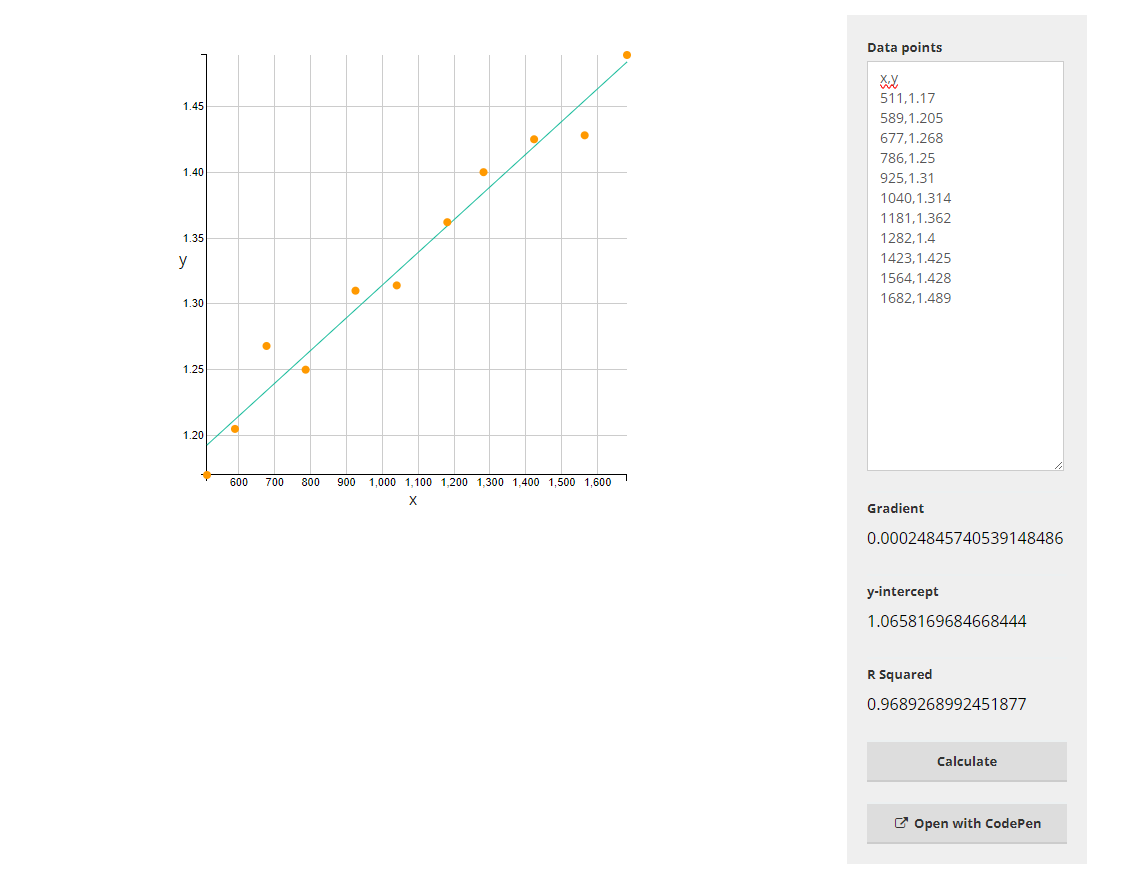 1.45
1.40
1.35
y
1.30
1.25
1.20
600 700 800 900 1,000 1,100 1,200 1,300 1,400 1,500 1,600
x
Data points
x,y
511,1.17
589,1.205
677,1.268
786,1.25
925,1.31
1040,1.314
1181,1.362
1282,1.4
1423,1.425
1564,1.428
1682,1.489
Gradient
0.00024845740539148486
y-intercept
1.0658169684668444
R Squared
0.9689268992451877
Calculate
Open with CodePen